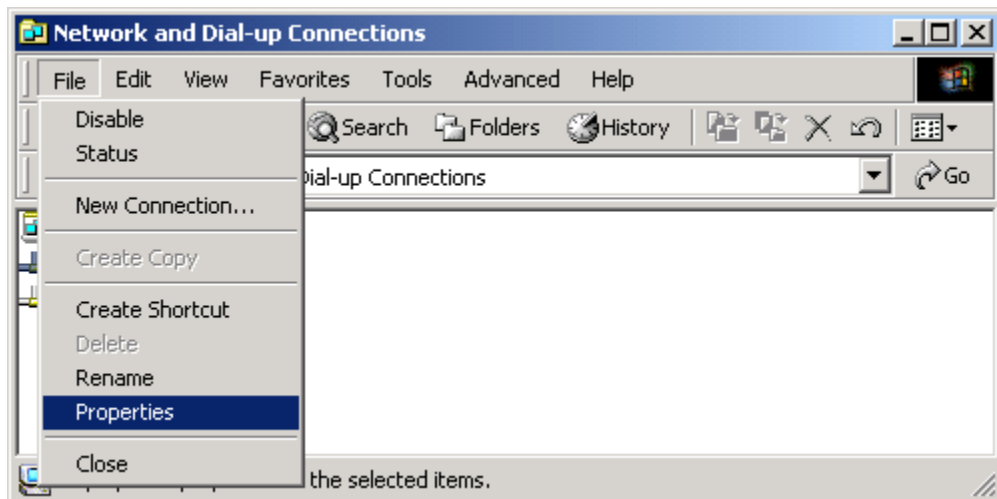 Network and Dial-up Connections
File Edit View Favorites Tools Advanced Help
Disable
Status
New Connection...
Create Copy
Create Shortcut
Delete
Rename
Properties
Close
Search Folders History
Dial-up Connections Go
the selected items.